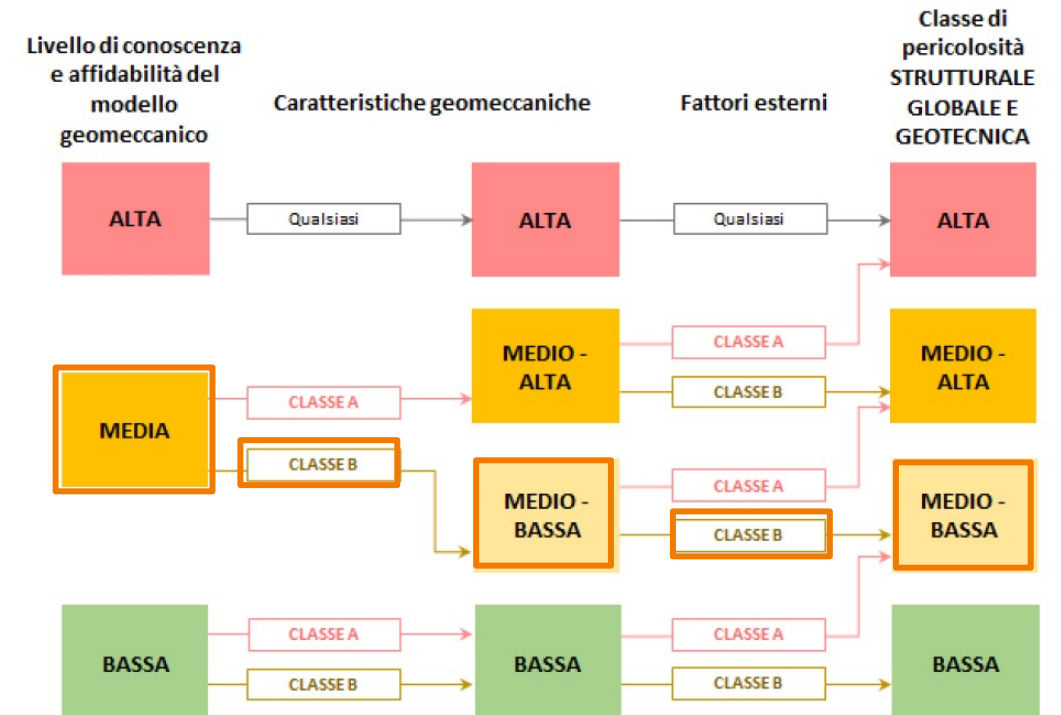 Livello di conoscenza
e affidabilità del
modello
geomeccanico
Caratteristiche geomeccaniche
Fattori esterni
Classe di
pericolosità
STRUTTURALE
GLOBALE E
GEOTECNICA
ALTA
Qualsiasi
ALTA
Qualsiasi
ALTA
MEDIA
CLASSE A
CLASSE B
MEDIO -
ALTA
CLASSE A
CLASSE B
MEDIO -
ALTA
MEDIO -
BASSA
CLASSE A
CLASSE B
MEDIO -
BASSA
BASSA
CLASSE A
CLASSE B
BASSA
CLASSE A
CLASSE B
BASSA